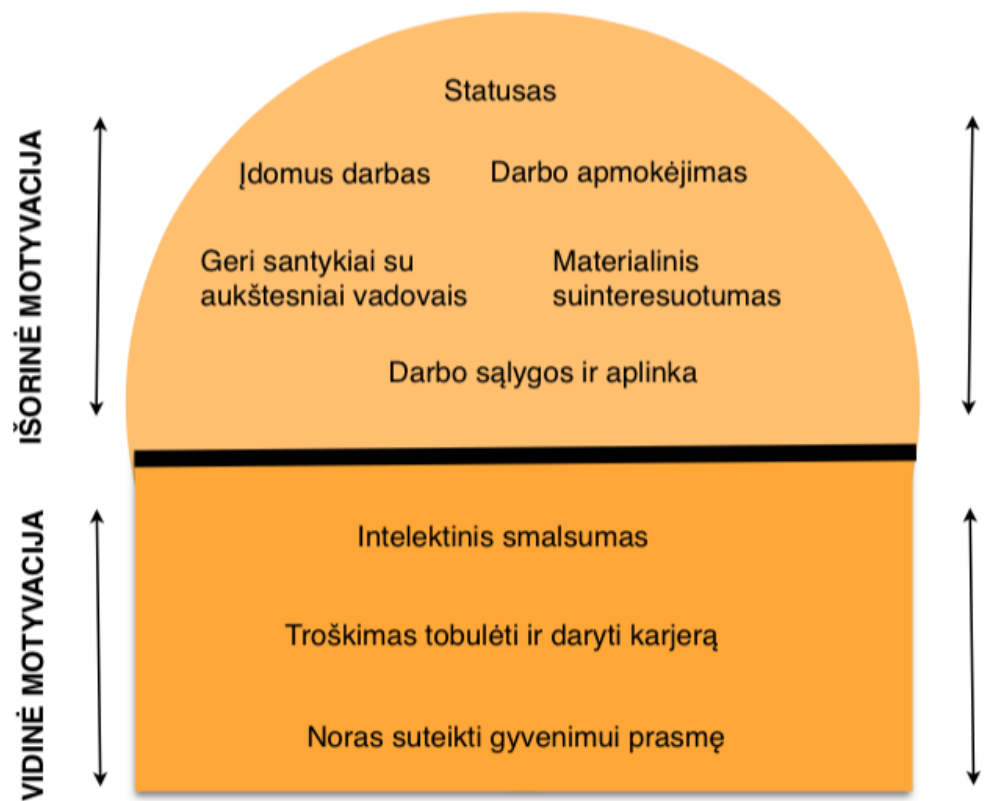 IŠORINĖ MOTYVACIJA
Statusas
Įdomus darbas
Darbo apmokėjimas
Geri santykiai su
aukštesniai vadovais
Materialinis
suinteresuotumas
Darbo sąlygos ir aplinka
VIDINĖ MOTYVACIJA
Intelektinis smalsumas
Troškimas tobulėti ir daryti karjerą
Noras suteikti gyvenimui prasmę